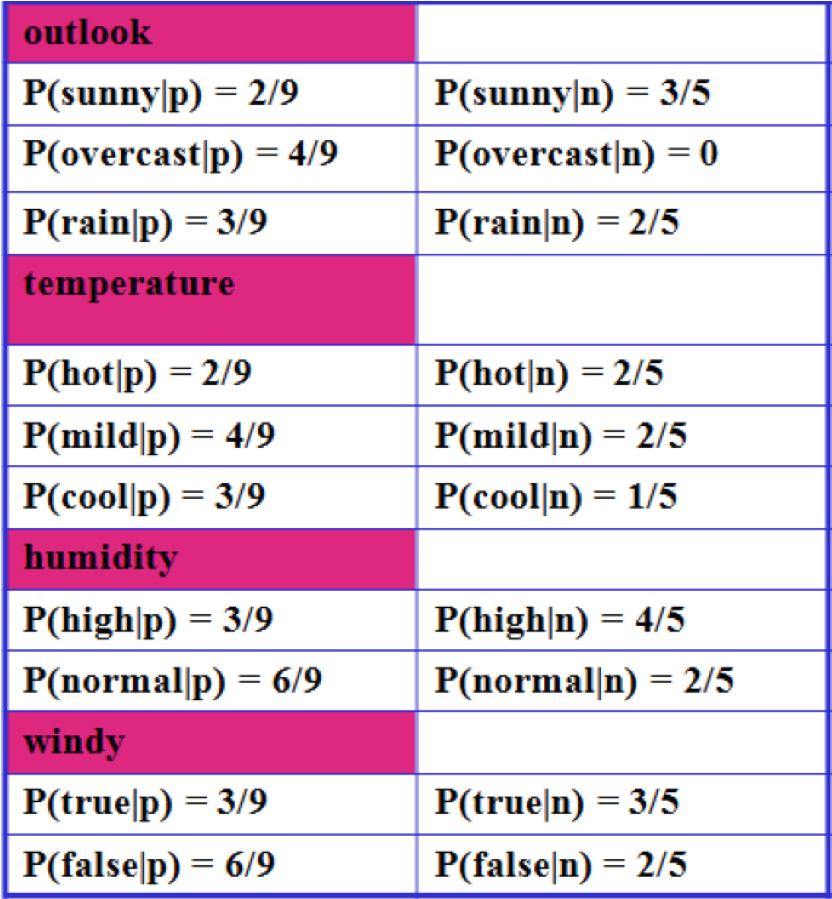 outlook
P(sunny|p) = 2/9 P(sunny|n) = 3/5
P(overcast|p) = 4/9 P(overcast|n) = 0
P(rain|p) = 3/9 P(rain|n) = 2/5
temperature
P(hot|p) = 2/9 P(hot|n) = 2/5
P(mild|p) = 4/9 P(mild|n) = 2/5
P(cool|p) = 3/9 P(cool|n) = 1/5
humidity
P(high|p) = 3/9 P(high|n) = 4/5
P(normal|p) = 6/9 P(normal|n) = 2/5
windy
P(true|p) = 3/9 P(true|n) = 3/5
P(false|p) = 6/9 P(false|n) = 2/5